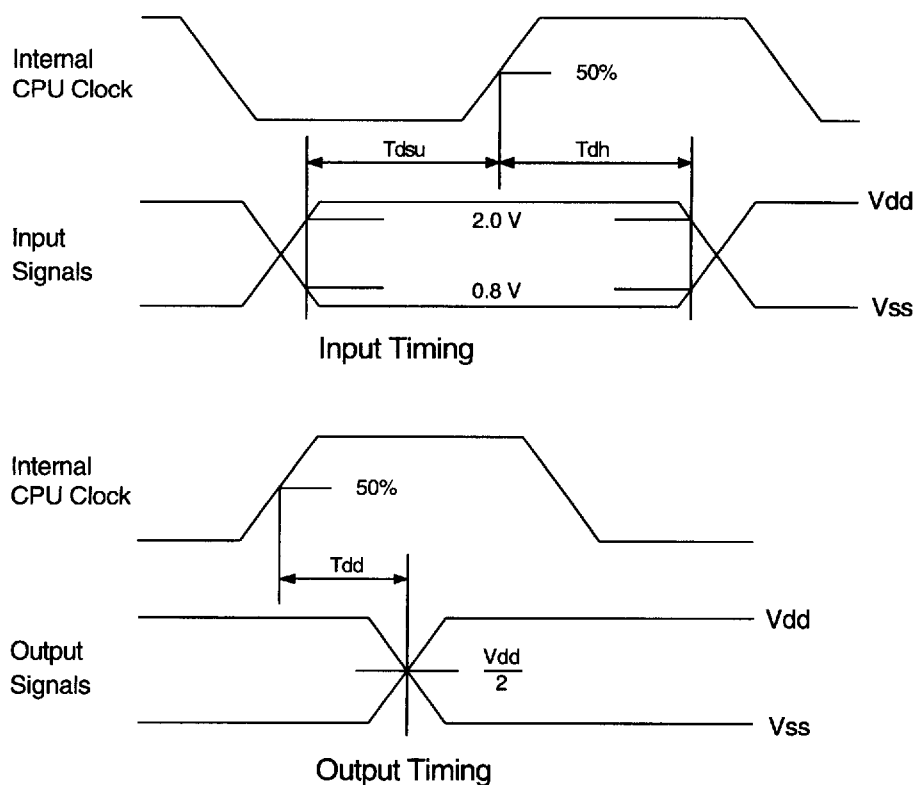 Internal
CPU Clock
50%
Tdsu
Tdh
Input
Signals
2.0 V
0.8 V
Vdd
Vss
Input Timing
Internal
CPU Clock
50%
Tdd
Output
Signals
Vdd
2
Vdd
Vss
Output Timing